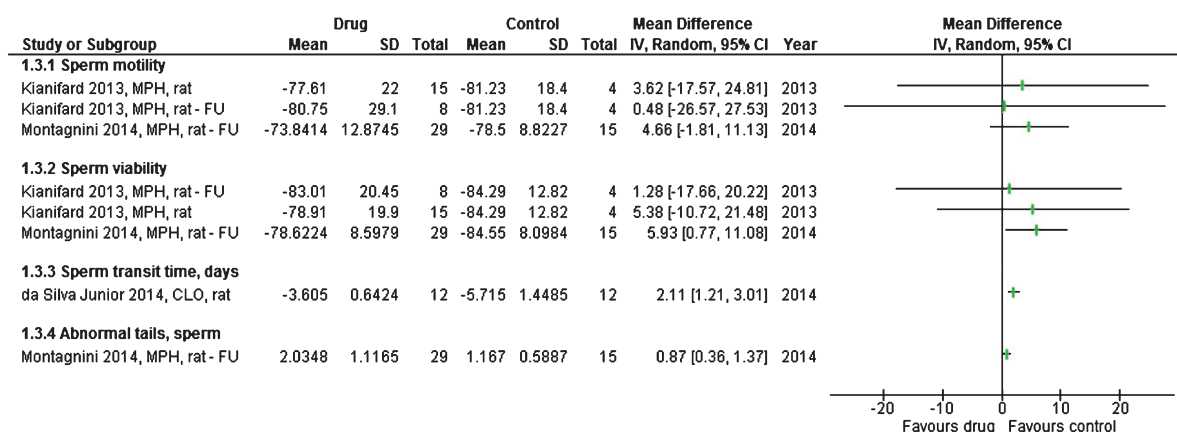 Drug Control Mean Difference Mean Difference
Study or Subgroup Mean SD Total Mean SD Total IV, Random, 95% CI Year IV, Random, 95% CI
1.3.1 Sperm motility
Kianifard 2013, MPH, rat -77.61 22 15 -81.23 18.4 4 3.62 [-17.57, 24.81] 2013
Kianifard 2013, MPH, rat - FU -80.75 29.1 8 -81.23 18.4 4 0.48 [-26.57, 27.53] 2013
Montagnini 2014, MPH, rat - FU -73.8414 12.8745 29 -78.5 8.8227 15 4.66 [-1.81, 11.13] 2014
1.3.2 Sperm viability
Kianifard 2013, MPH, rat - FU -83.01 20.45 8 -84.29 12.82 4 1.28 [-17.66, 20.22] 2013
Kianifard 2013, MPH, rat -78.91 19.9 15 -84.29 12.82 4 5.38 [-10.72, 21.48] 2013
Montagnini 2014, MPH, rat - FU -78.6224 8.5979 29 -84.55 8.0984 15 5.93 [0.77, 11.08] 2014
1.3.3 Sperm transit time, days
da Silva Junior 2014, CLO, rat -3.605 0.6424 12 -5.715 1.4485 12 2.11 [1.21, 3.01] 2014
1.3.4 Abnormal tails, sperm
Montagnini 2014, MPH, rat - FU 2.0348 1.1165 29 1.167 0.5887 15 0.87 [0.36, 1.37] 2014
-20 -10 0 10 20
Favours drug Favours control